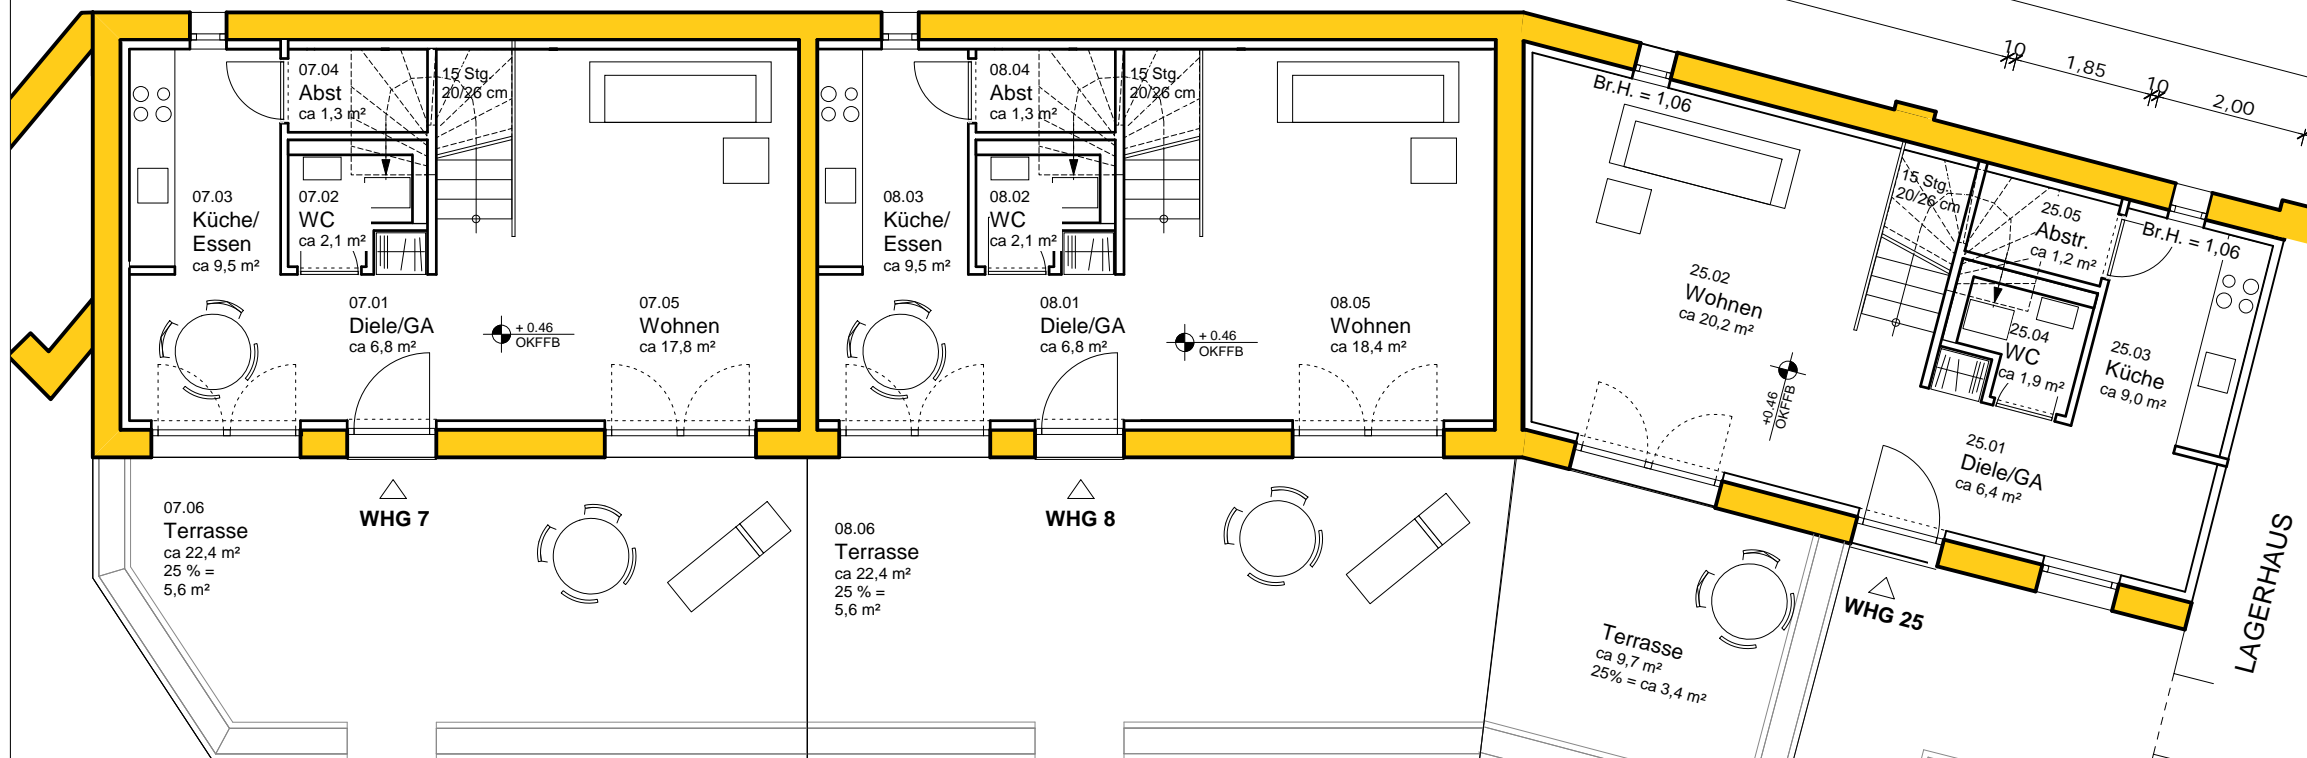 07.04
Abst
ca 1,3 m²
15 Stg.
20/26 cm
07.03
Küche/
Essen
ca 9,5 m²
07.02
WC
ca 2,1 m²
07.01
Diele/GA
ca 6,8 m²
+ 0.46
OKFFB
07.05
Wohnen
ca 17,8 m²
07.06
Terrasse
ca 22,4 m²
25 % =
5,6 m²
WHG 7
08.04
Abst
ca 1,3 m²
15 Stg.
20/26 cm
08.03
Küche/
Essen
ca 9,5 m²
08.02
WC
ca 2,1 m²
08.01
Diele/GA
ca 6,8 m²
+ 0.46
OKFFB
08.05
Wohnen
ca 18,4 m²
08.06
Terrasse
ca 22,4 m²
25 % =
5,6 m²
WHG 8
10
1,85
10
2,00
Br.H. = 1,06
15 Stg.
20/26 cm
25.05
Abstr.
ca 1,2 m²
Br.H. = 1,06
25.02
Wohnen
ca 20,2 m²
25.04
WC
ca 1,9 m²
25.03
Küche
ca 9,0 m²
+0.46
OKFFB
25.01
Diele/GA
ca 6,4 m²
WHG 25
Terrasse
ca 9,7 m²
25% = ca 3,4 m²
LAGERHAUS